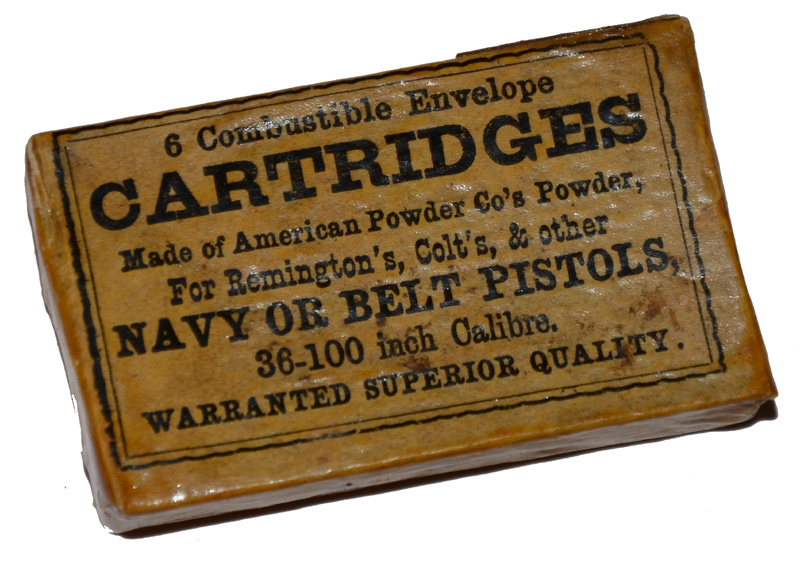 6 Combustible Envelope
CARTRIDGES
Made of American Powder Co's Powder,
For Remington's, Colt's, & other
NAVY OR BELT PISTOLS,
36-100 inch Calibre.
WARRANTED SUPERIOR QUALITY.